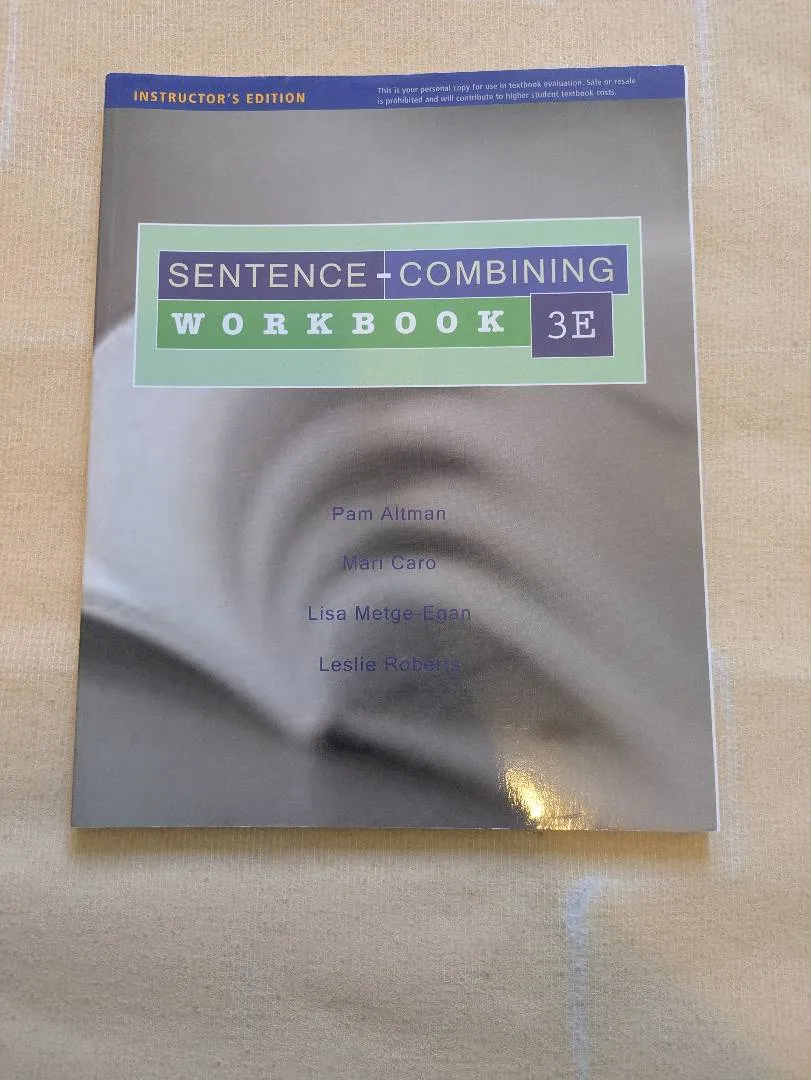 INSTRUCTOR'S EDITION
This is your personal copy for use in textbook evaluation. Sale or resale
is prohibited and will contribute to higher student textbook costs.
SENTENCE-COMBINING
WORKBOOK 3E
Pam Altman
Mari Caro
Lisa Metge-Egan
Leslie Roberts